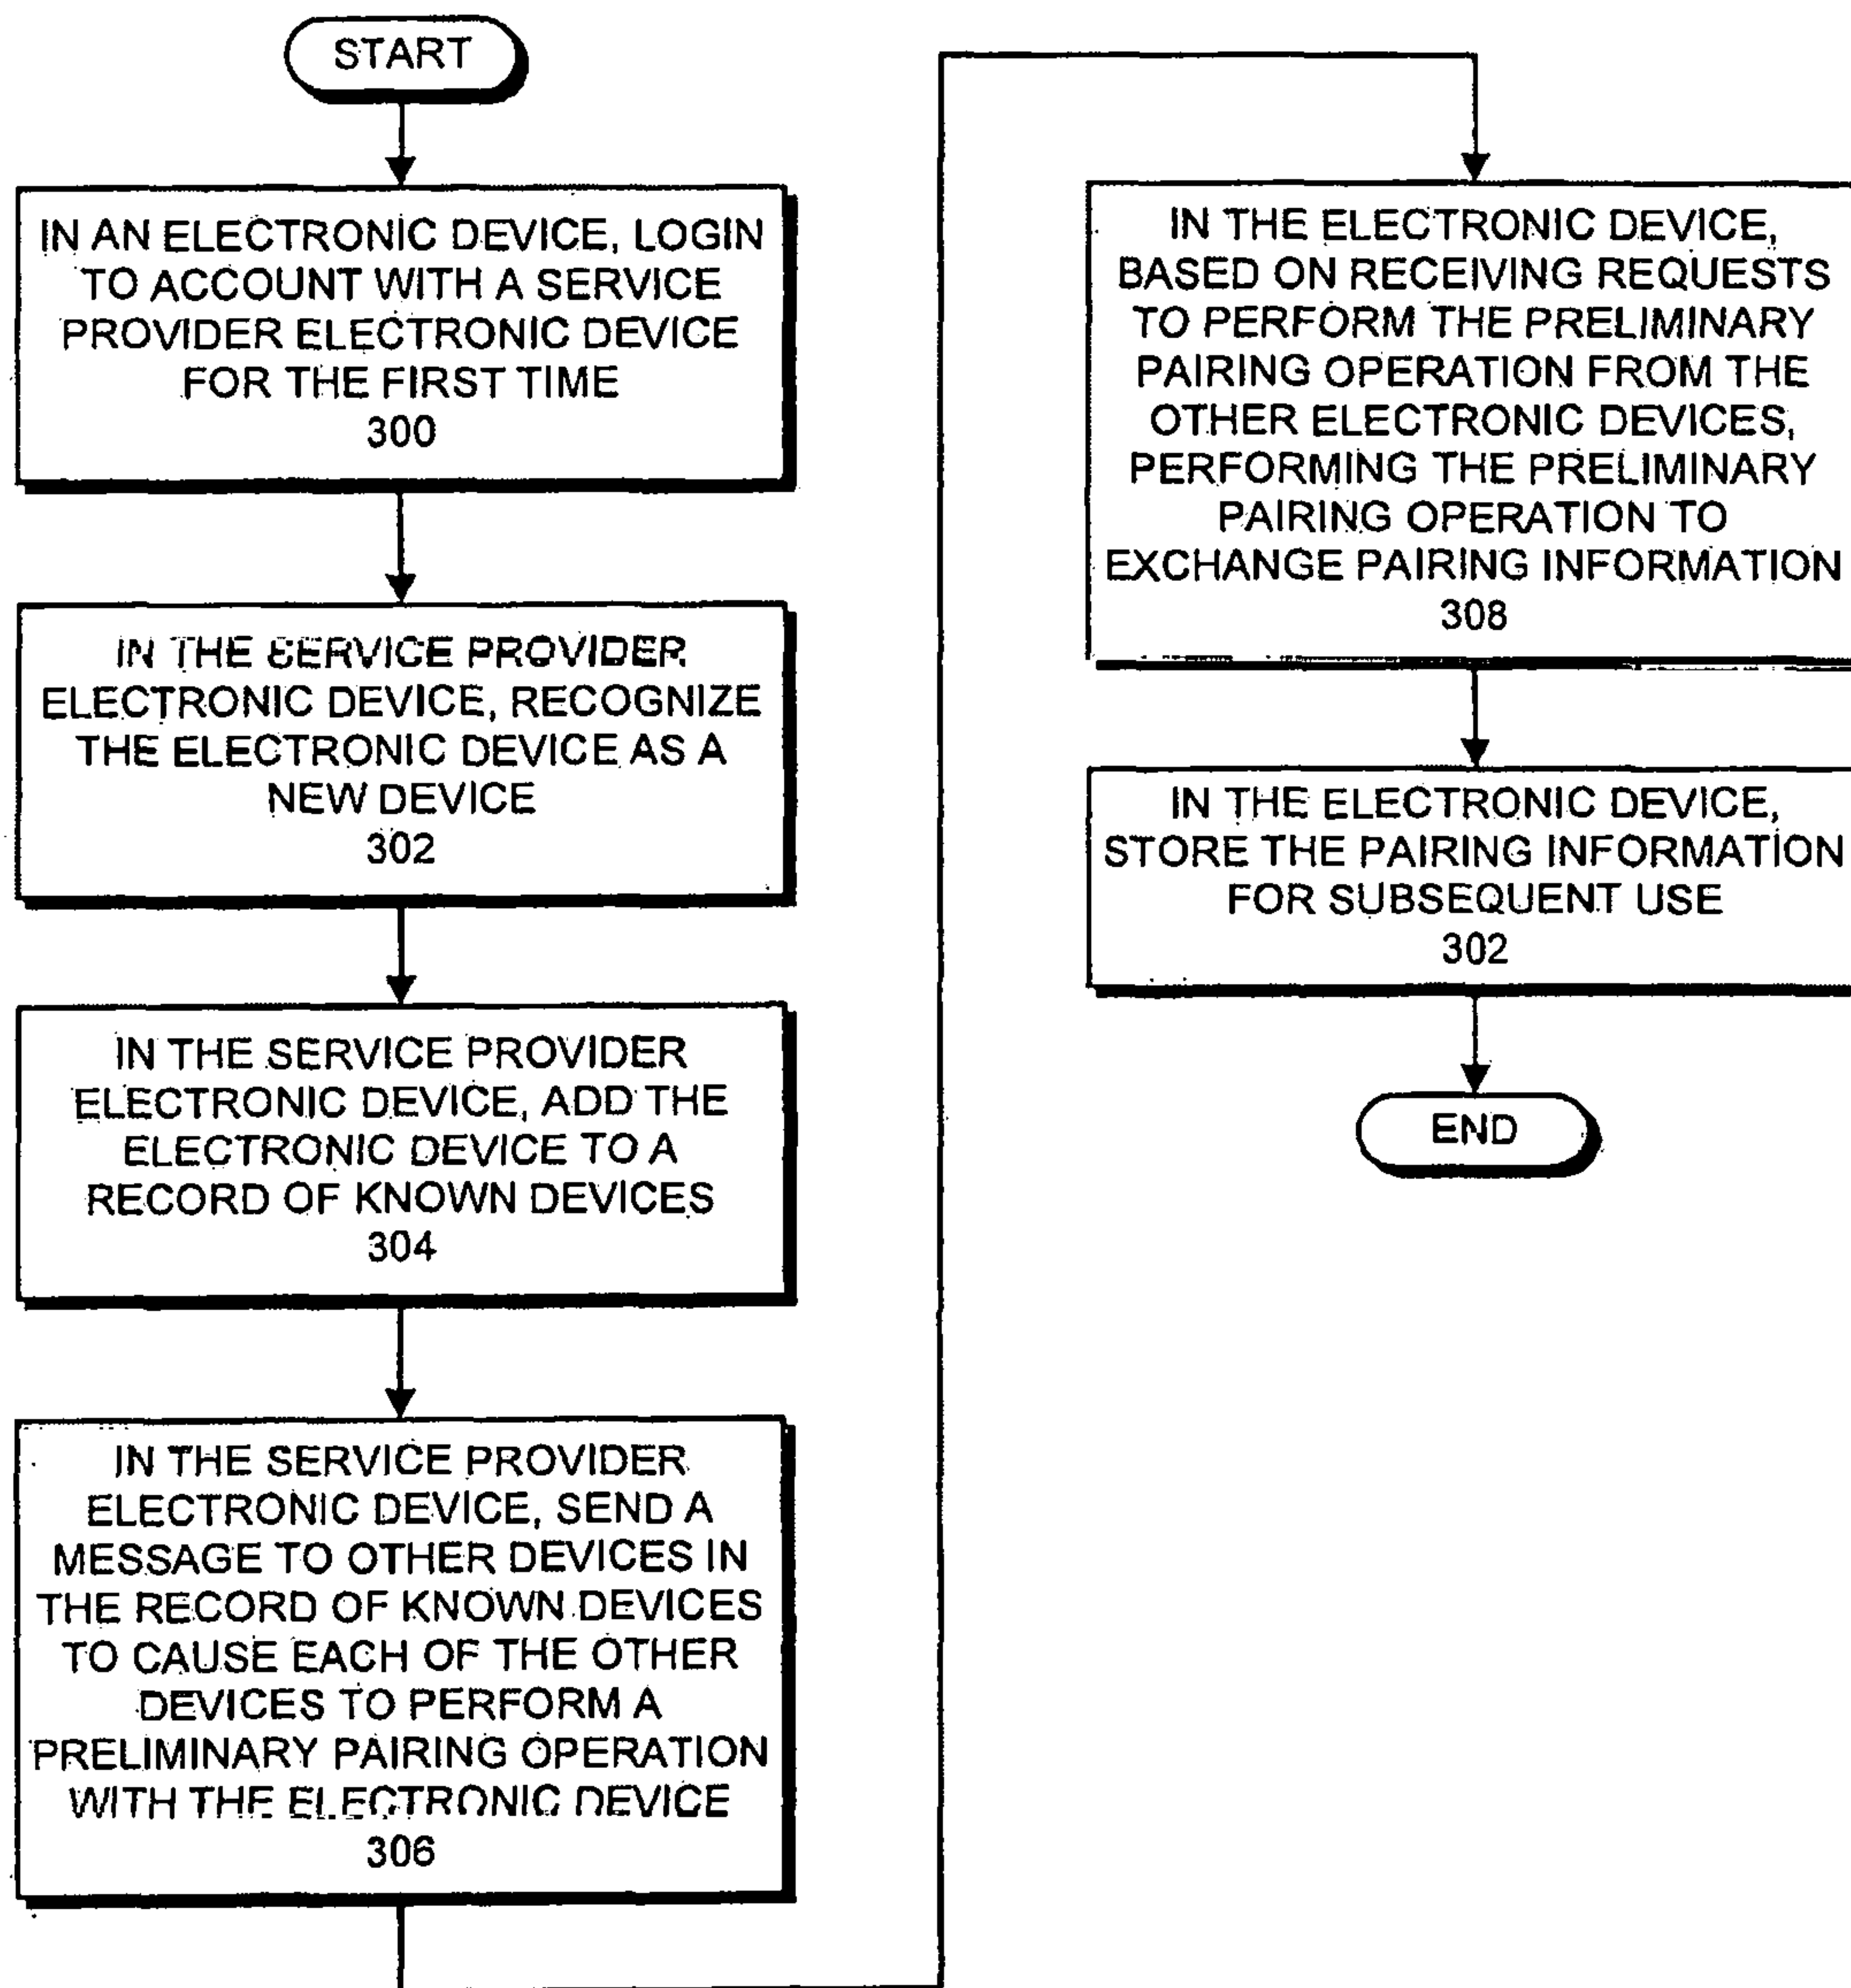 START
IN AN ELECTRONIC DEVICE, LOGIN
TO ACCOUNT WITH A SERVICE
PROVIDER ELECTRONIC DEVICE
FOR THE FIRST TIME
300
IN THE SERVICE PROVIDER
ELECTRONIC DEVICE, RECOGNIZE
THE ELECTRONIC DEVICE AS A
NEW DEVICE
302
IN THE SERVICE PROVIDER
ELECTRONIC DEVICE, ADD THE
ELECTRONIC DEVICE TO A
RECORD OF KNOWN DEVICES
304
IN THE SERVICE PROVIDER
ELECTRONIC DEVICE, SEND A
MESSAGE TO OTHER DEVICES IN
THE RECORD OF KNOWN DEVICES
TO CAUSE EACH OF THE OTHER
DEVICES TO PERFORM A
PRELIMINARY PAIRING OPERATION
WITH THE ELECTRONIC DEVICE
306
IN THE ELECTRONIC DEVICE,
BASED ON RECEIVING REQUESTS
TO PERFORM THE PRELIMINARY
PAIRING OPERATION FROM THE
OTHER ELECTRONIC DEVICES,
PERFORMING THE PRELIMINARY
PAIRING OPERATION TO
EXCHANGE PAIRING INFORMATION
308
IN THE ELECTRONIC DEVICE,
STORE THE PAIRING INFORMATION
FOR SUBSEQUENT USE
302
END